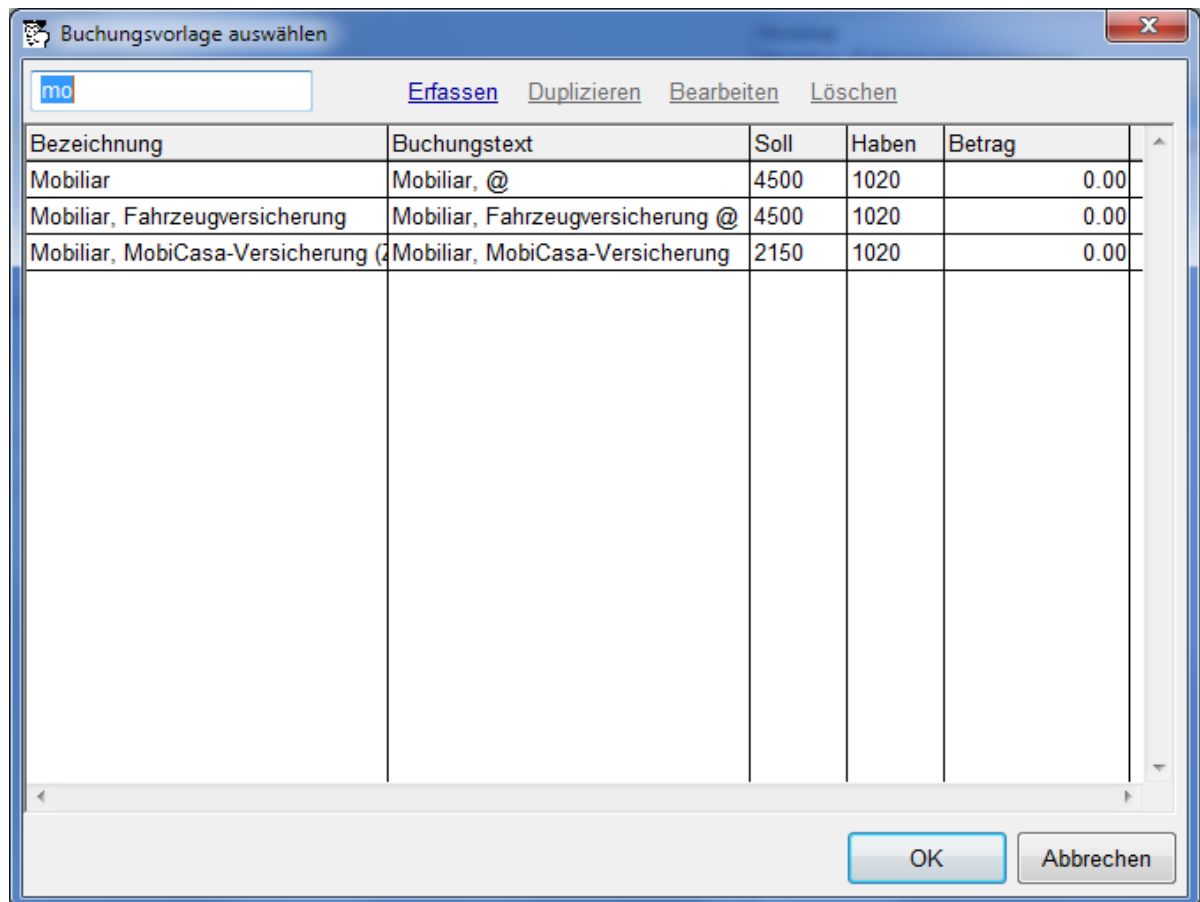 Buchungsvorlage auswählen
mo Erfassen Duplizieren Bearbeiten Löschen
Bezeichnung Buchungstext Soll Haben Betrag
Mobiliar Mobiliar, @ 4500 1020 0.00
Mobiliar, Fahrzeugversicherung Mobiliar, Fahrzeugversicherung @ 4500 1020 0.00
Mobiliar, MobiCasa-Versicherung ( Mobiliar, MobiCasa-Versicherung 2150 1020 0.00
OK Abbrechen